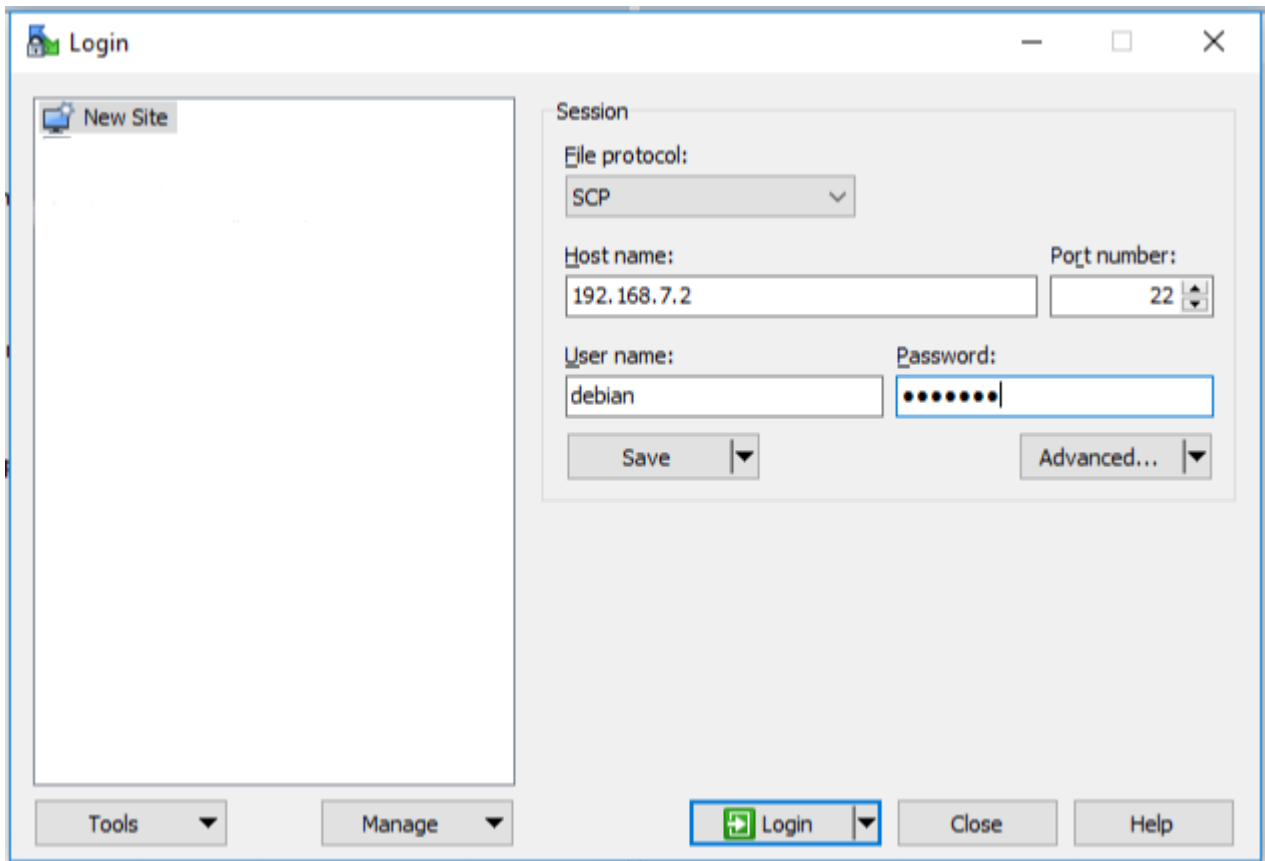 Login
New Site
Session
File protocol:
SCP
Host name:
Port number:
192.168.7.2
22
User name:
Password:
debian
•••••••
Save
Advanced...
Tools
Manage
Login
Close
Help